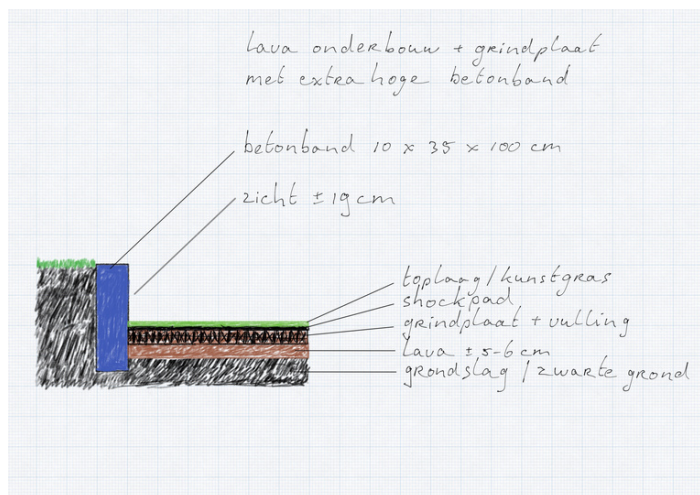 lava onderbouw + grindplaat
met extra hoge betonband
betonband 10 x 35 x 100 cm
zicht ± 19 cm
toplaag / kunstgras
shockpad
grindplaat + vulling
lava ± 5-6 cm
grondslag / zwarte grond